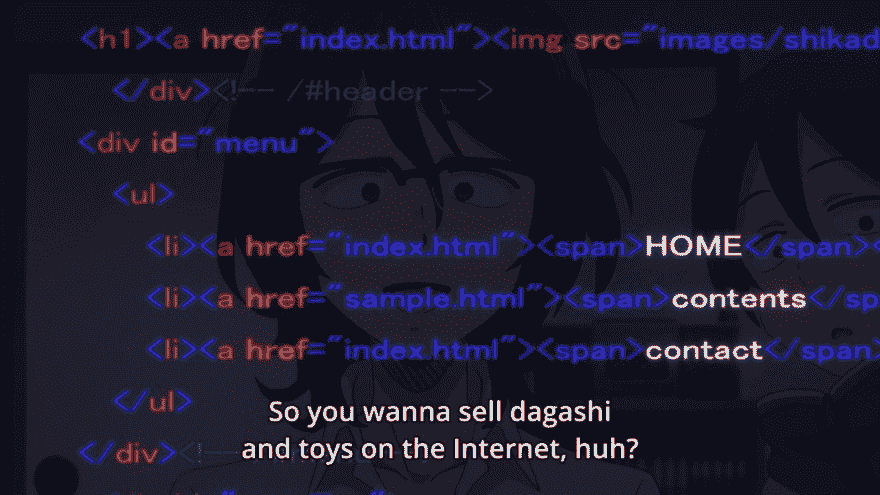 <h1><a href="index.html"><img src="images/shikad
</div><!-- /#header -->
<div id="menu">
<ul>
<li><a href="index.html"><span>HOME</span><
<li><a href="sample.html"><span>contents</sp
<li><a href="index.html"><span>contact</span>
</ul>
</div><!--
So you wanna sell dagashi
and toys on the Internet, huh?